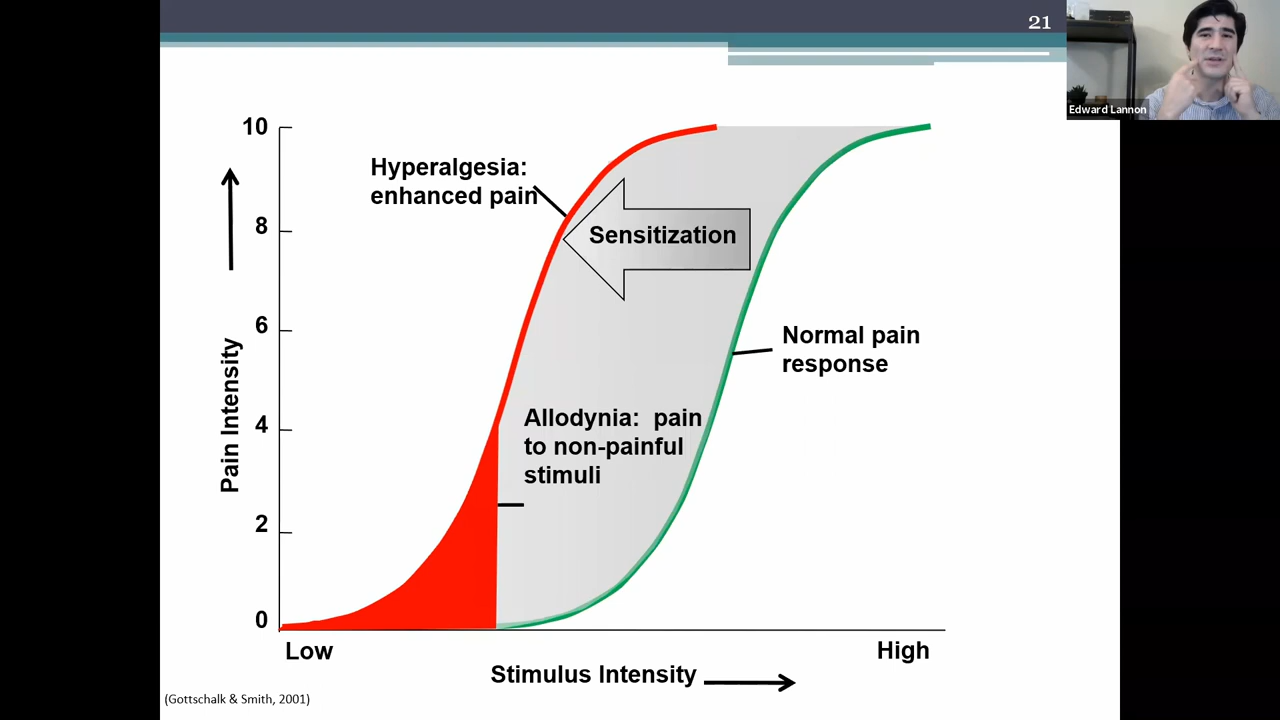 21
Edward Lannon
10
8
6
4
2
0
Pain Intensity
Hyperalgesia:
enhanced pain
Sensitization
Normal pain
response
Allodynia:  pain
to non-painful
stimuli
Low
High
Stimulus Intensity
(Gottschalk & Smith, 2001)